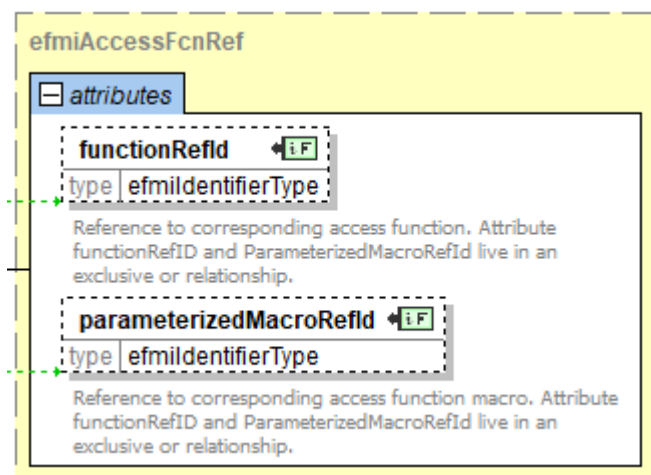 efmiAccessFcnRef
attributes
functionRefId iF
type efmiIdentifierType
Reference to corresponding access function. Attribute
functionRefID and ParameterizedMacroRefId live in an
exclusive or relationship.
parameterizedMacroRefId iF
type efmiIdentifierType
Reference to corresponding access function macro. Attribute
functionRefID and ParameterizedMacroRefId live in an
exclusive or relationship.